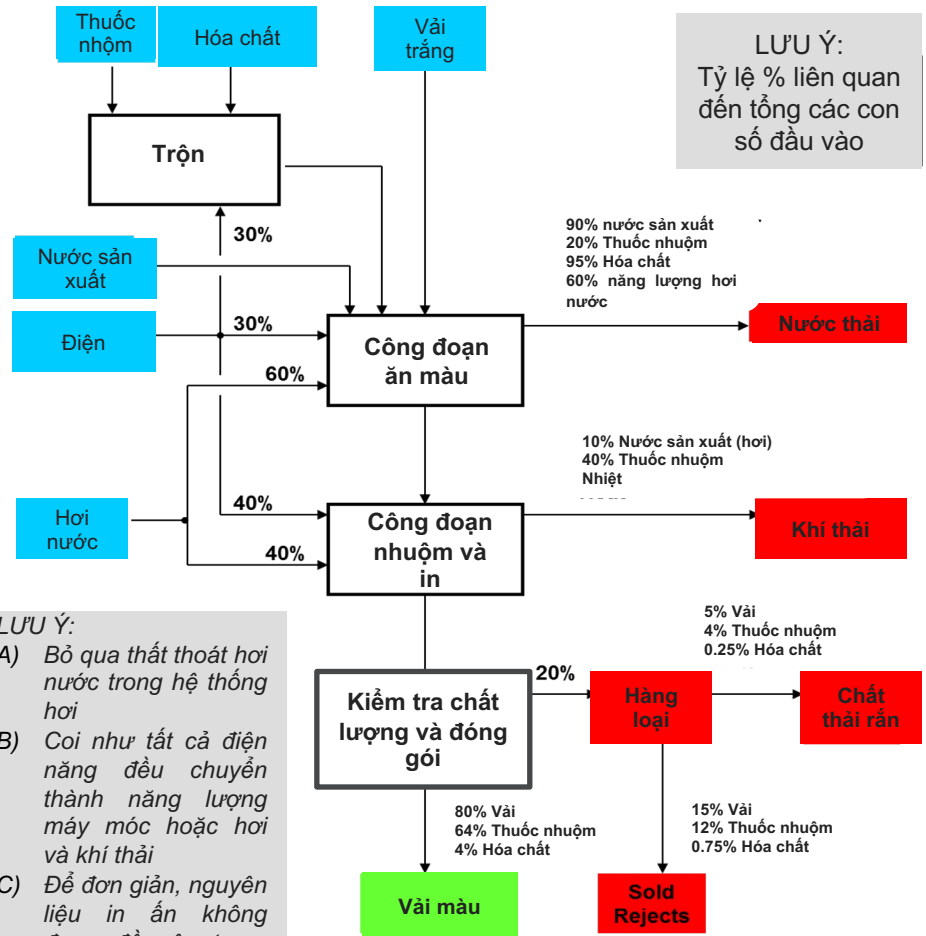 Thuốc
nhộm
Hóa chất
Vải
trắng
LƯU Ý:
Tỷ lệ % liên quan
đến tổng các con
số đầu vào
Trộn
30%
90% nước sản xuất
20% Thuốc nhuộm
95% Hóa chất
60% năng lượng hơi
nước
Nước sản
xuất
Điện
30%
60%
Công đoạn
ăn màu
Nước thải
10% Nước sản xuất (hơi)
40% Thuốc nhuộm
Nhiệt
Hơi
nước
40%
40%
Công đoạn
nhuộm và
in
Khí thải
LƯU Ý:
A) Bỏ qua thất thoát hơi
nước trong hệ thống
hơi
B) Coi như tất cả điện
năng đều chuyển
thành năng lượng
máy móc hoặc hơi
và khí thải
C) Để đơn giản, nguyên
liệu in ấn không
5% Vải
4% Thuốc nhuộm
0.25% Hóa chất
20%
Kiểm tra chất
lượng và đóng
gói
Hàng
loại
Chất
thải rắn
80% Vải
64% Thuốc nhuộm
4% Hóa chất
15% Vải
12% Thuốc nhuộm
0.75% Hóa chất
Vải màu
Sold
Rejects